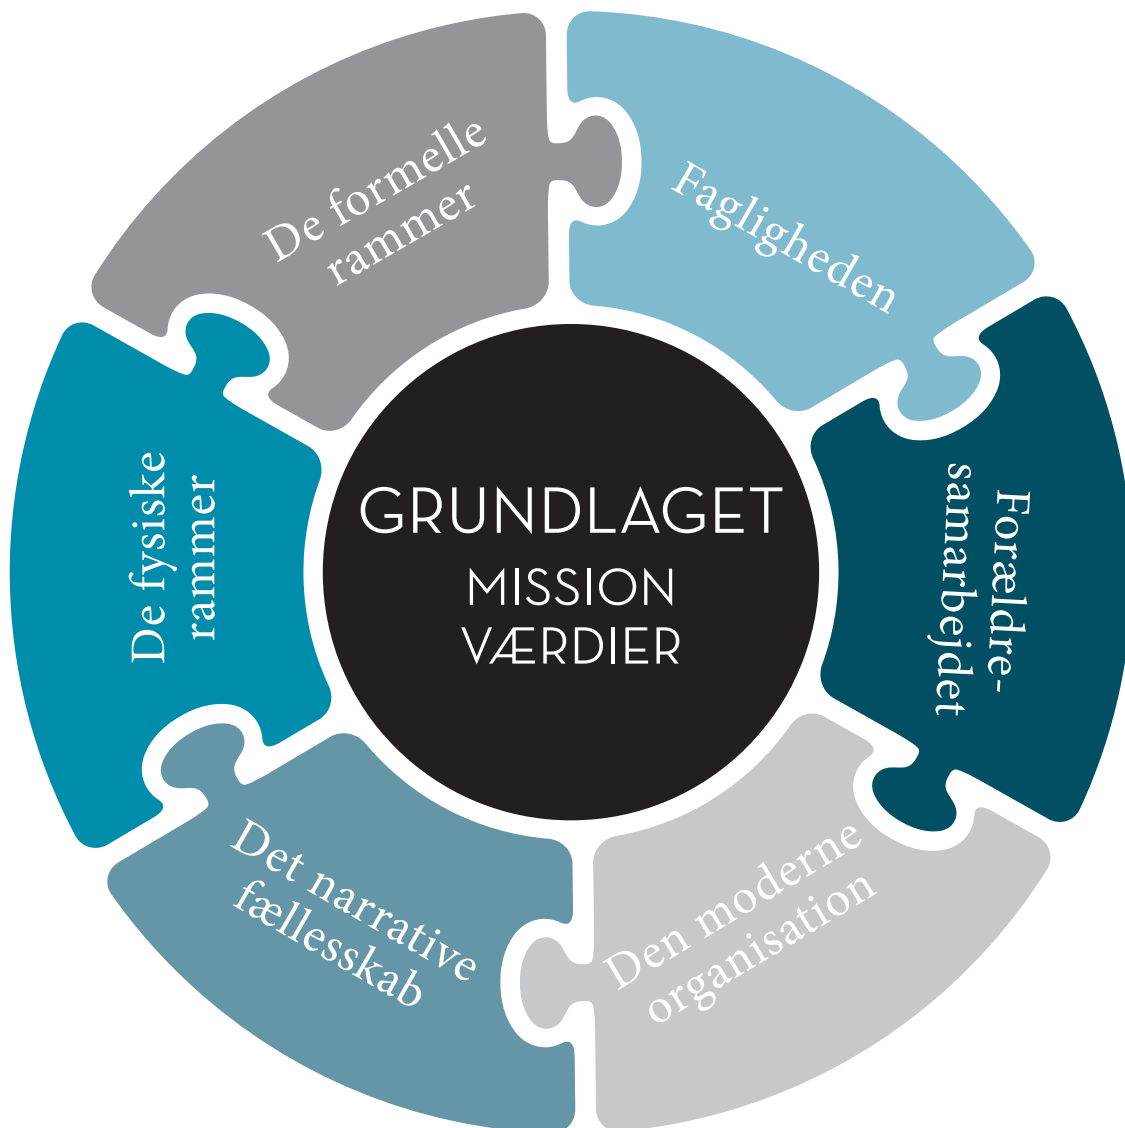 De formelle
rammer
Fagligheden
Forældre-
samarbejdet
Den moderne
organisation
Det narrative
fællesskab
De fysiske
rammer
GRUNDLAGET
MISSION
VÆRDIER